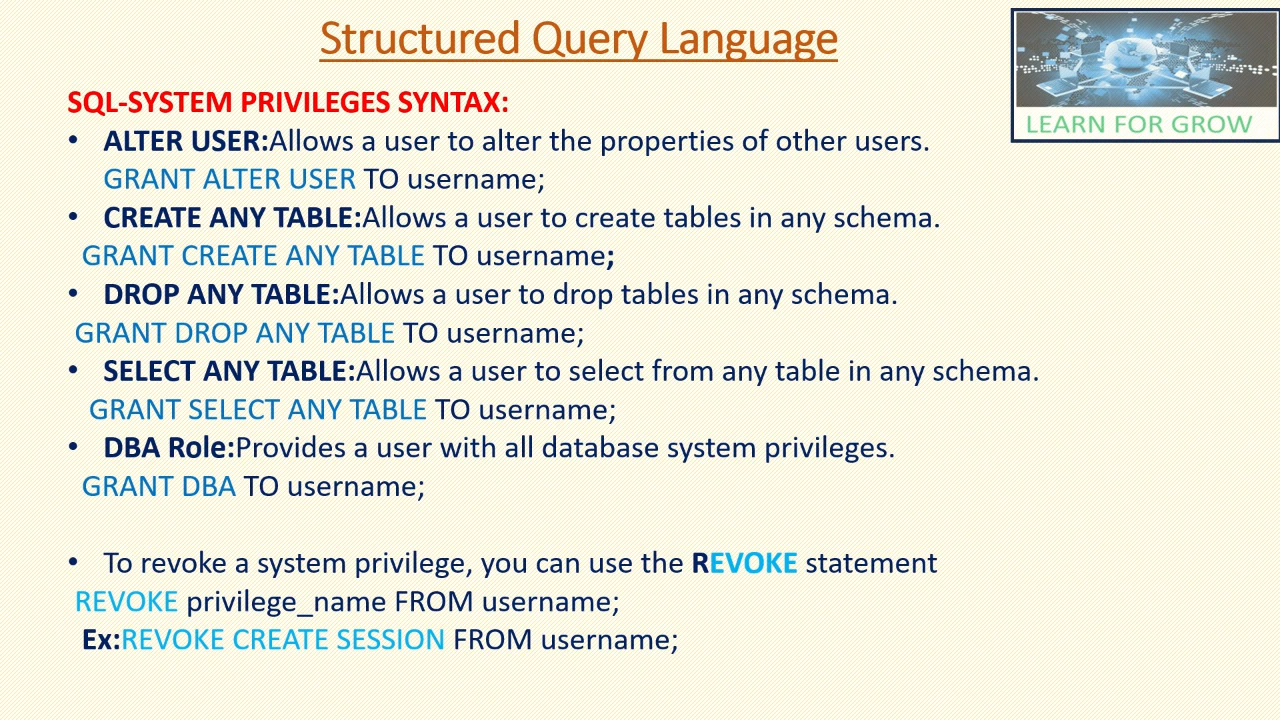 Structured Query Language
LEARN FOR GROW
SQL-SYSTEM PRIVILEGES SYNTAX:
• ALTER USER:Allows a user to alter the properties of other users.
GRANT ALTER USER TO username;
• CREATE ANY TABLE:Allows a user to create tables in any schema.
GRANT CREATE ANY TABLE TO username;
• DROP ANY TABLE:Allows a user to drop tables in any schema.
GRANT DROP ANY TABLE TO username;
• SELECT ANY TABLE:Allows a user to select from any table in any schema.
GRANT SELECT ANY TABLE TO username;
• DBA Role:Provides a user with all database system privileges.
GRANT DBA TO username;
• To revoke a system privilege, you can use the REVOKE statement
REVOKE privilege_name FROM username;
Ex:REVOKE CREATE SESSION FROM username;